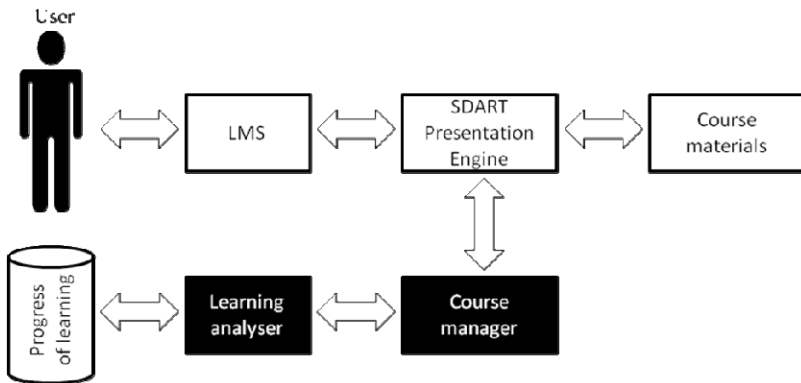 User
LMS
SDART
Presentation
Engine
Course
materials
Progress
of learning
Learning
analyser
Course
manager